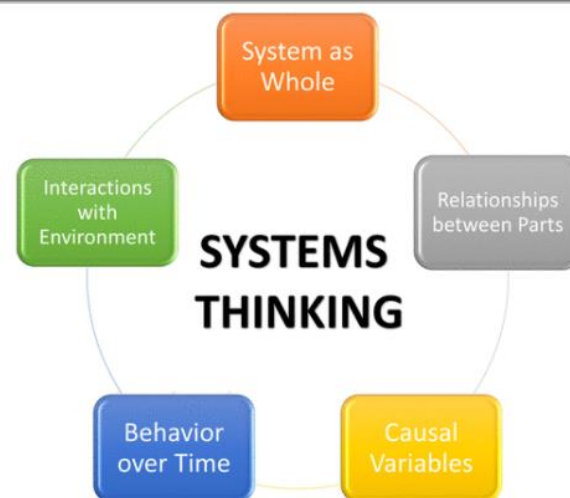 System as
Whole
Relationships
between Parts
Causal
Variables
Behavior
over Time
Interactions
with
Environment
SYSTEMS
THINKING